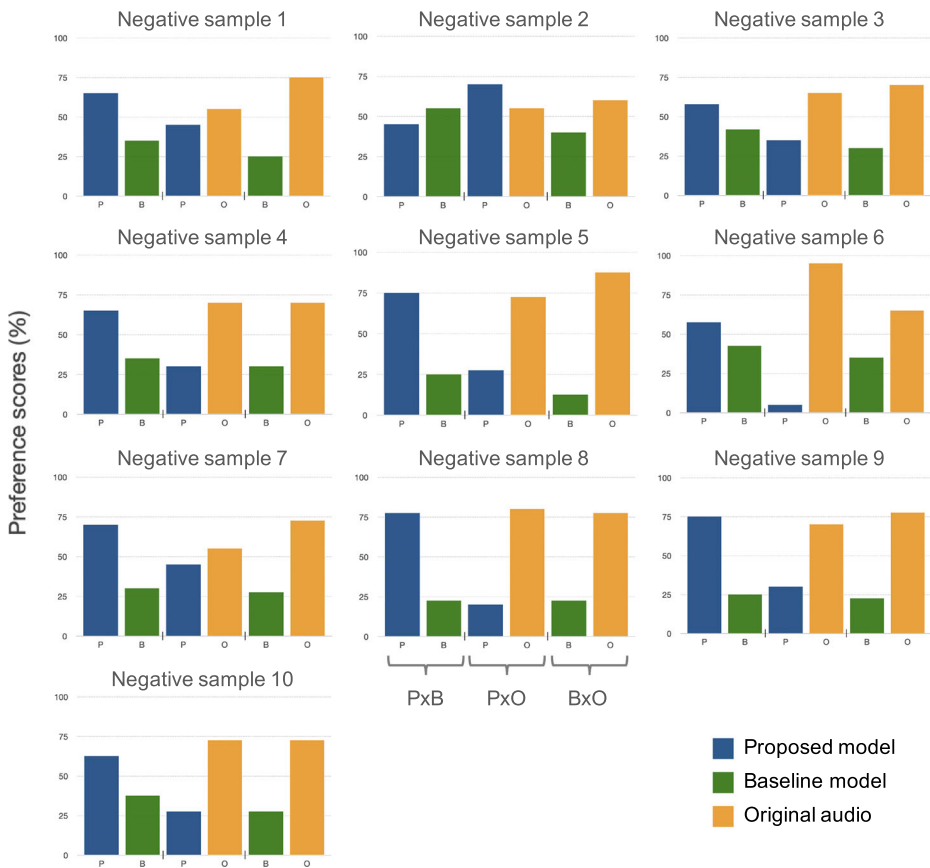 Negative sample 1
Negative sample 2
Negative sample 3
100
75
50
25
0
P B P O B O
100
75
50
25
0
P B P O B O
100
75
50
25
0
P B P O B O
Negative sample 4
Negative sample 5
Negative sample 6
Preference scores (%)
100
75
50
25
0
P B P O B O
100
75
50
25
0
P B P O B O
100
75
50
25
0
P B P O B O
Negative sample 7
Negative sample 8
Negative sample 9
100
75
50
25
0
P B P O B O
100
75
50
25
0
P B P O B O
100
75
50
25
0
P B P O B O
PxB PxO BxO
Negative sample 10
100
75
50
25
0
P B P O B O
Proposed model
Baseline model
Original audio